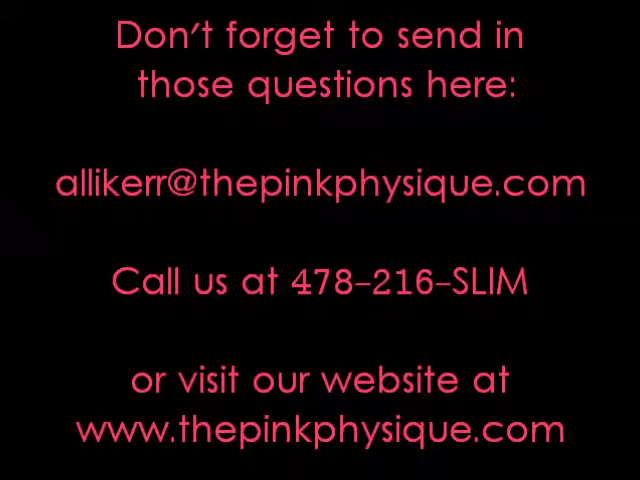 Don't forget to send in
those questions here:
allikerr@thepinkphysique.com
Call us at 478-216-SLIM
or visit our website at
www.thepinkphysique.com